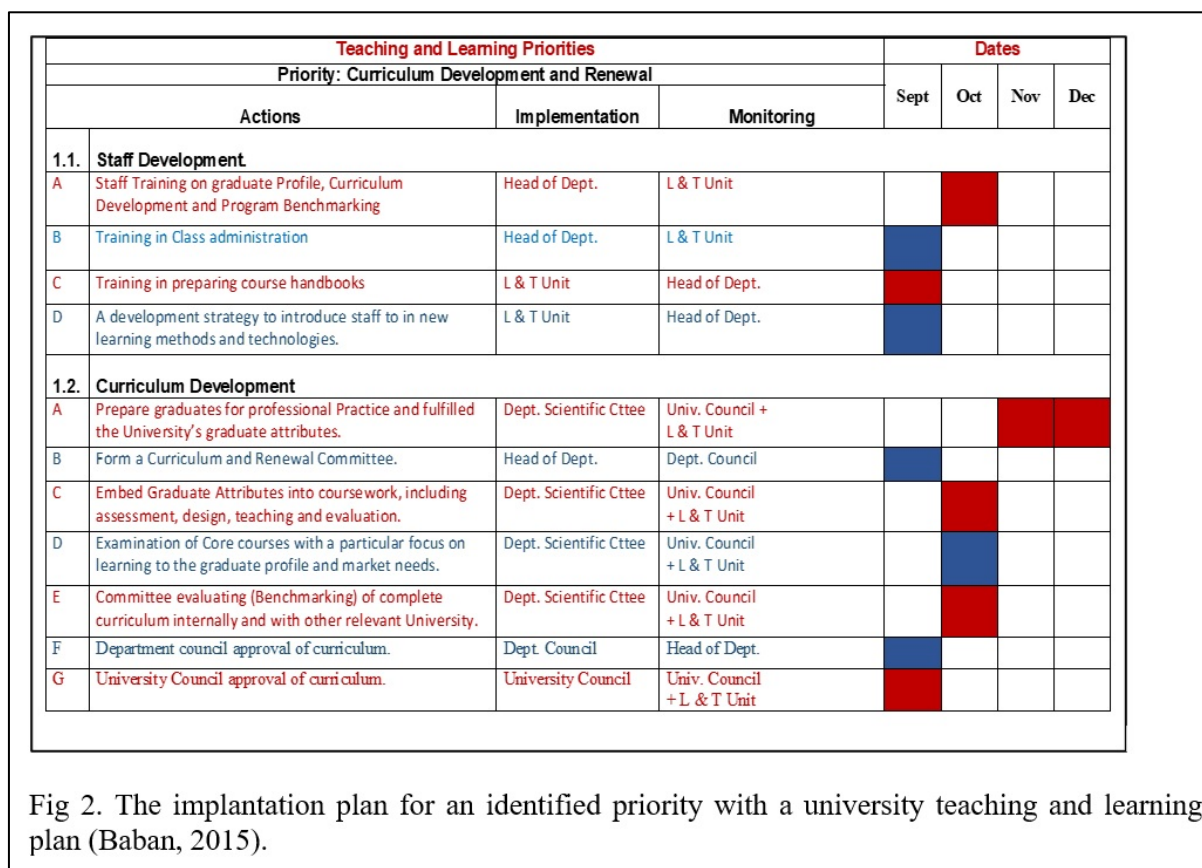 Teaching and Learning Priorities Dates
Priority: Curriculum Development and Renewal
Sept Oct Nov Dec
Actions Implementation Monitoring
1.1. Staff Development.
A Staff Training on graduate Profile, Curriculum Head of Dept. L & T Unit
Development and Program Benchmarking
B Training in Class administration Head of Dept. L & T Unit
C Training in preparing course handbooks L & T Unit Head of Dept.
D A development strategy to introduce staff to in new L & T Unit Head of Dept.
learning methods and technologies.
1.2. Curriculum Development
A Prepare graduates for professional Practice and fulfilled Dept. Scientific Cttee Univ. Council +
the University's graduate attributes. L & T Unit
B Form a Curriculum and Renewal Committee. Head of Dept. Dept. Council
C Embed Graduate Attributes into coursework, including Dept. Scientific Cttee Univ. Council
assessment, design, teaching and evaluation. + L & T Unit
D Examination of Core courses with a particular focus on Dept. Scientific Cttee Univ. Council
learning to the graduate profile and market needs. + L & T Unit
E Committee evaluating (Benchmarking) of complete Dept. Scientific Cttee Univ. Council
curriculum internally and with other relevant University. + L & T Unit
F Department council approval of curriculum. Dept. Council Head of Dept.
G University Council approval of curriculum. University Council Univ. Council
+ L & T Unit
Fig 2. The implantation plan for an identified priority with a university teaching and learning
plan (Baban, 2015).